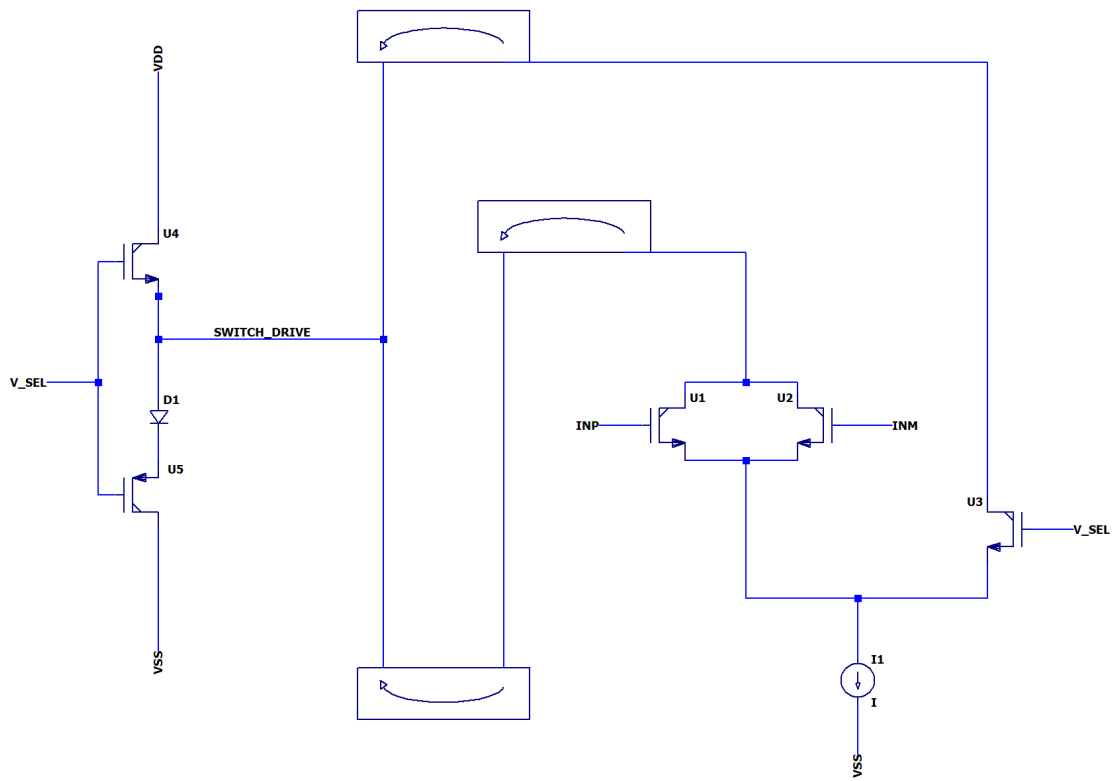 VDD
U4
SWITCH_DRIVE
V_SEL
D1
U1
U2
INP
INM
U5
U3
V_SEL
VSS
I1
I
VSS